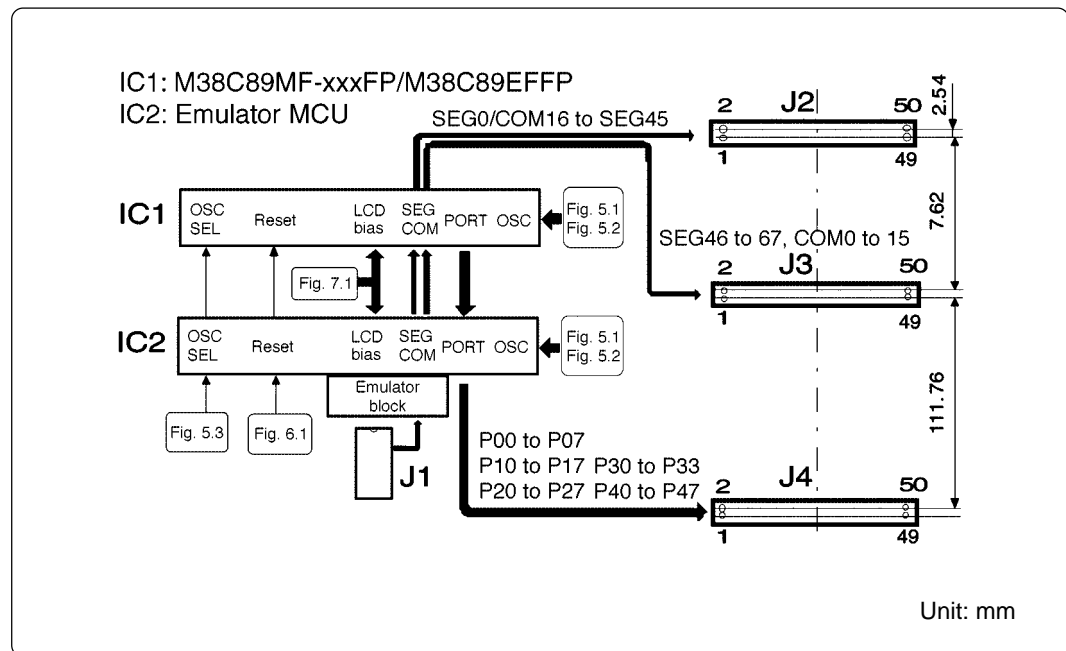 IC1: M38C89MF-xxxFP/M38C89EFFP
IC2: Emulator MCU
SEG0/COM16 to SEG45
2 J2 50
1 49
2.54
7.62
IC1
OSC SEL
Reset
LCD bias
SEG COM
PORT
OSC
Fig. 5.1
Fig. 5.2
SEG46 to 67, COM0 to 15
2 J3 50
1 49
Fig. 7.1
IC2
OSC SEL
Reset
LCD bias
SEG COM
PORT
OSC
Fig. 5.1
Fig. 5.2
111.76
Emulator block
Fig. 5.3
Fig. 6.1
J1
P00 to P07
P10 to P17 P30 to P33
P20 to P27 P40 to P47
2 J4 50
1 49
Unit: mm